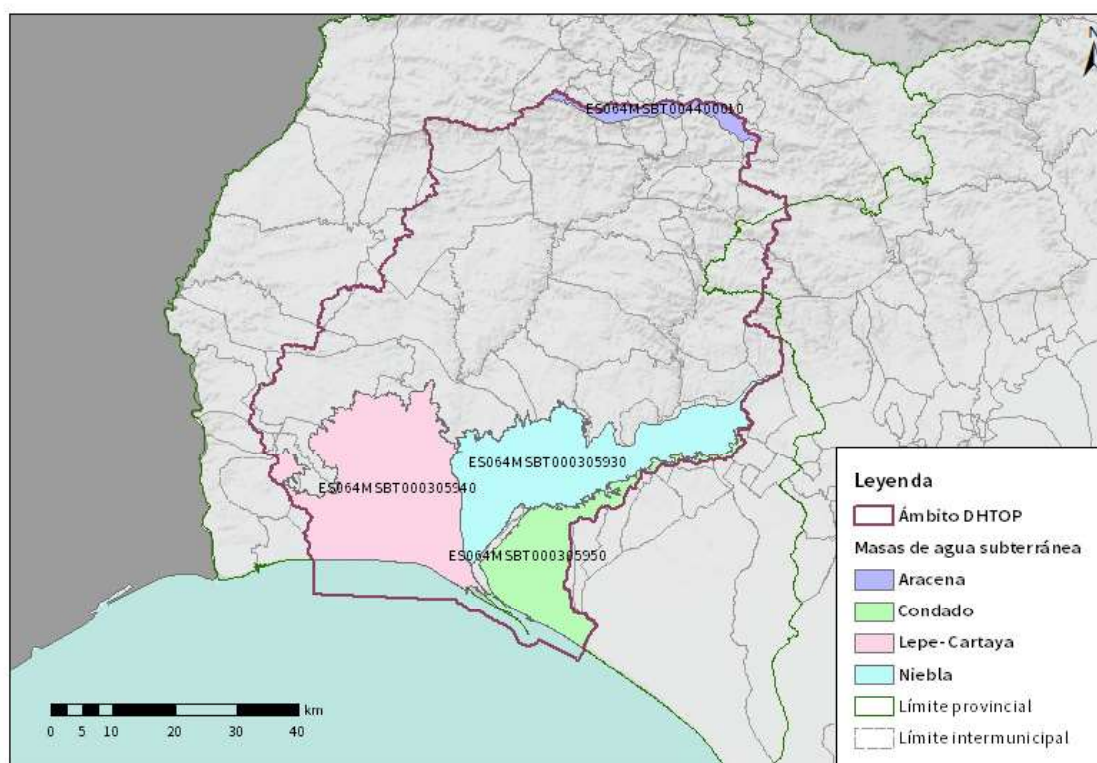 N
ES064MSBT004400010
ES064MSBT000305930
ES064MSBT000305940
ES064MSBT000305950
Leyenda
Ámbito DHTOP
Masas de agua subterránea
Aracena
Condado
Lepe-Cartaya
Niebla
Límite provincial
Límite intermunicipal
km
0 5 10 20 30 40